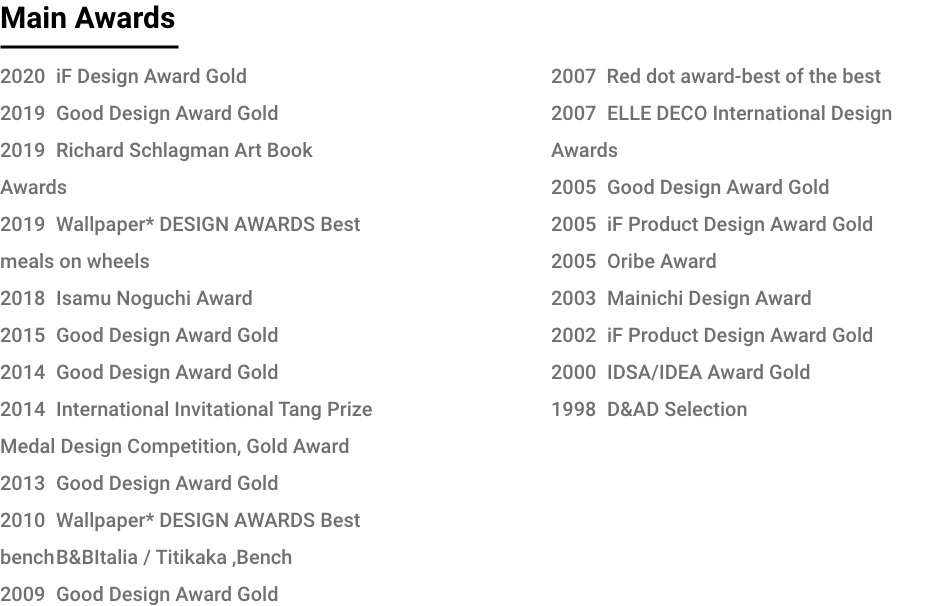 Main Awards
2020 iF Design Award Gold
2019 Good Design Award Gold
2019 Richard Schlagman Art Book
Awards
2019 Wallpaper* DESIGN AWARDS Best
meals on wheels
2018 Isamu Noguchi Award
2015 Good Design Award Gold
2014 Good Design Award Gold
2014 International Invitational Tang Prize
Medal Design Competition, Gold Award
2013 Good Design Award Gold
2010 Wallpaper* DESIGN AWARDS Best
benchB&BItalia / Titikaka ,Bench
2009 Good Design Award Gold
2007 Red dot award-best of the best
2007 ELLE DECO International Design
Awards
2005 Good Design Award Gold
2005 iF Product Design Award Gold
2005 Oribe Award
2003 Mainichi Design Award
2002 iF Product Design Award Gold
2000 IDSA/IDEA Award Gold
1998 D&AD Selection